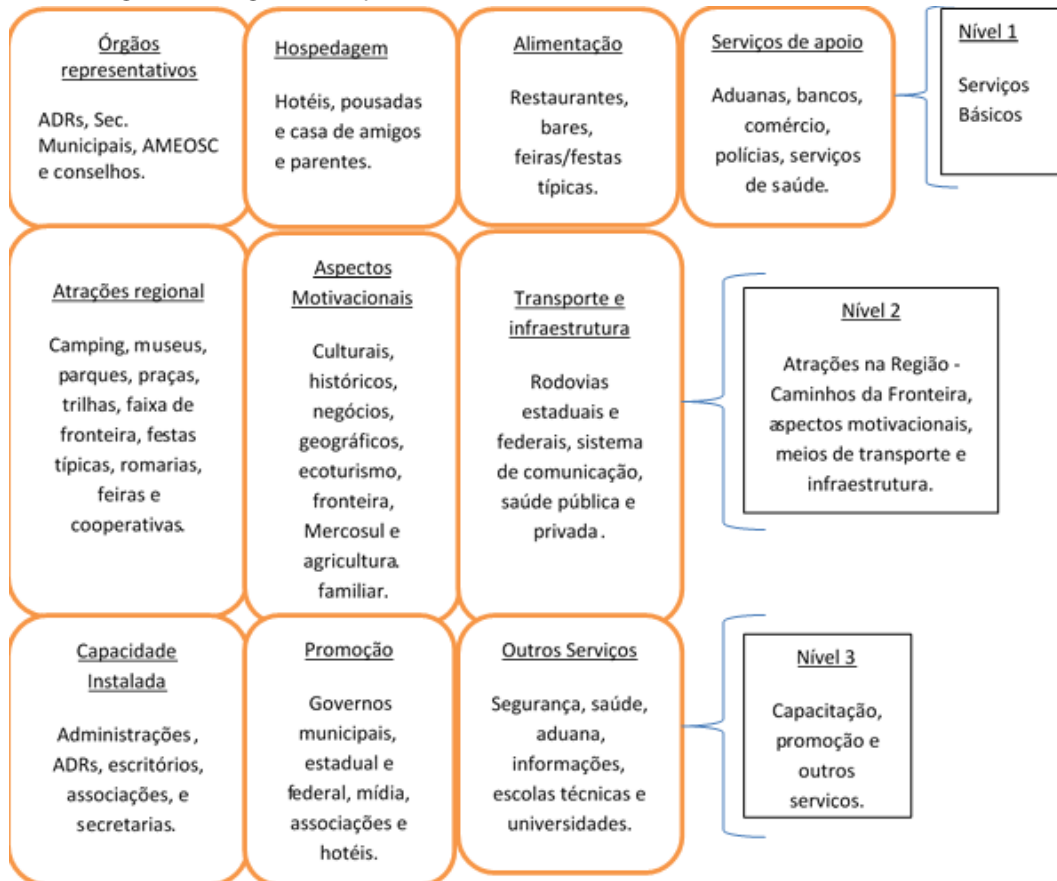 Órgãos
representativos
ADRs, Sec.
Municipais, AMEOSC
e conselhos.
Hospedagem
Hotéis, pousadas
e casa de amigos
e parentes.
Alimentação
Restaurantes,
bares,
feiras/festas
típicas.
Serviços de apoio
Aduanas, bancos,
comércio,
polícias, serviços
de saúde.
Nível 1
Serviços
Básicos
Atrações regional
Camping, museus,
parques, praças,
trilhas, faixa de
fronteira, festas
típicas, romarias,
feiras e
cooperativas.
Aspectos
Motivacionais
Culturais,
históricos,
negócios,
geográficos,
ecoturismo,
fronteira,
Mercosul e
agricultura.
familiar.
Transporte e
infraestrutura
Rodovias
estaduais e
federais, sistema
de comunicação,
saúde pública e
privada.
Nível 2
Atrações na Região -
Caminhos da Fronteira,
aspectos motivacionais,
meios de transporte e
infraestrutura.
Capacidade
Instalada
Administrações,
ADRs, escritórios,
associações, e
secretarias.
Promoção
Governos
municipais,
estadual e
federal, mídia,
associações e
hotéis.
Outros Serviços
Segurança, saúde,
aduana,
informações,
escolas técnicas e
universidades.
Nível 3
Capacitação,
promoção e
outros
servicos.